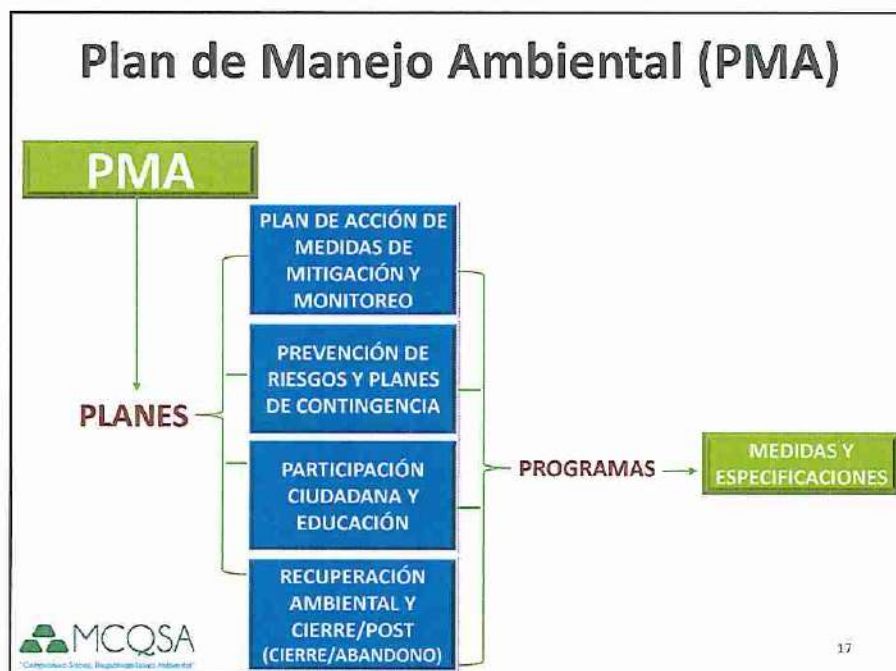 Plan de Manejo Ambiental (PMA)
PMA
PLANES
PLAN DE ACCIÓN DE
MEDIDAS DE
MITIGACIÓN Y
MONITOREO
PREVENCIÓN DE
RIESGOS Y PLANES
DE CONTINGENCIA
PARTICIPACIÓN
CIUDADANA Y
EDUCACIÓN
RECUPERACIÓN
AMBIENTAL Y
CIERRE/POST
(CIERRE/ABANDONO)
PROGRAMAS
MEDIDAS Y
ESPECIFICACIONES
MCQSA
17